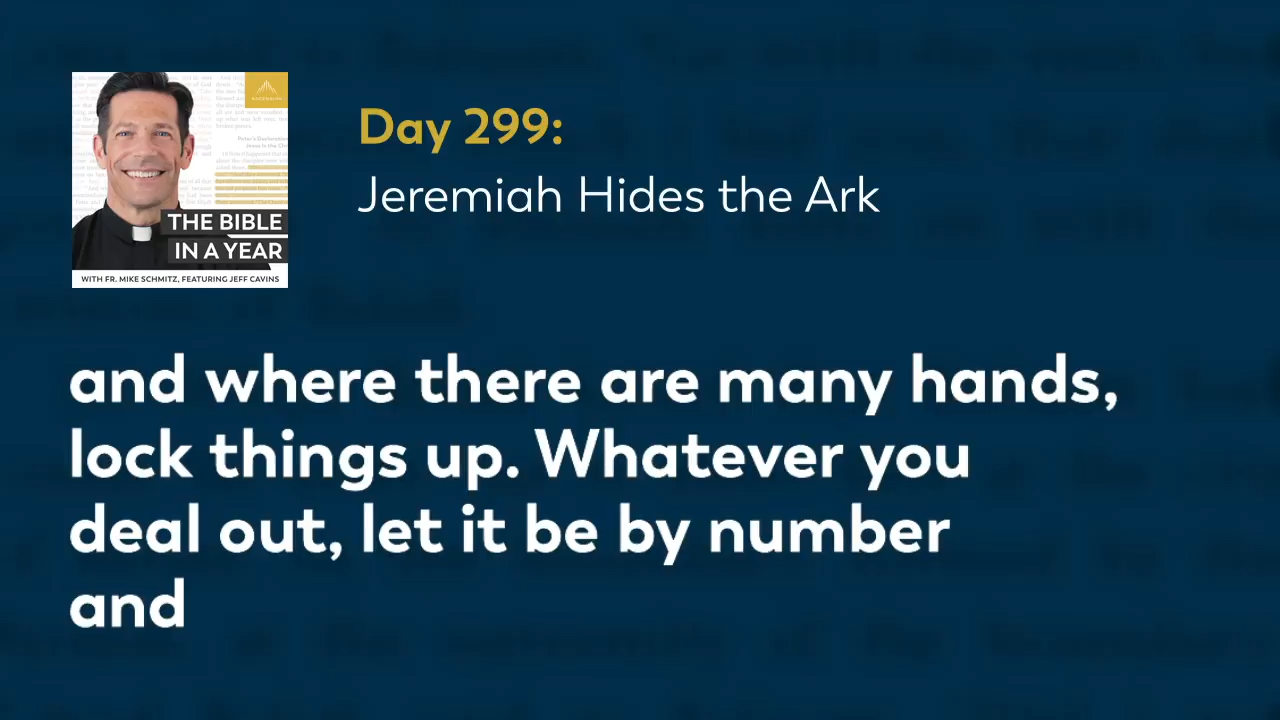 Day 299:
Jeremiah Hides the Ark
THE BIBLE
IN A YEAR
WITH FR. MIKE SCHMITZ, FEATURING JEFF CAVINS
and where there are many hands,
lock things up. Whatever you
deal out, let it be by number
and